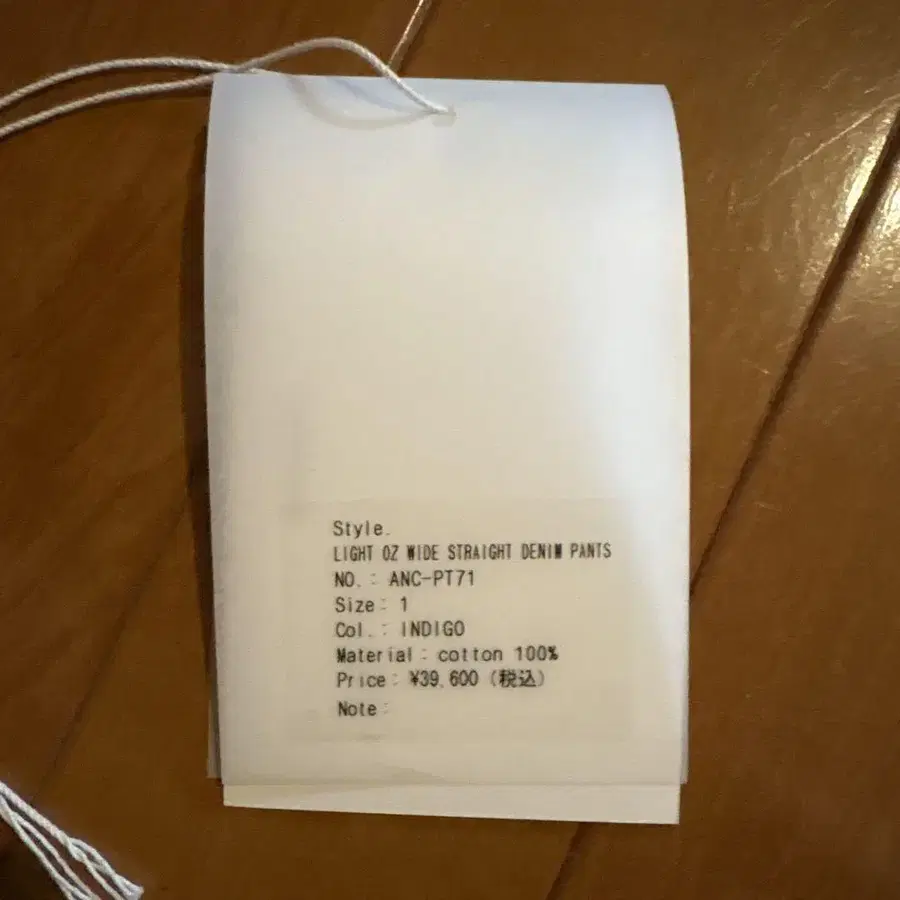 Style.
LIGHT OZ WIDE STRAIGHT DENIM PANTS
NO.: ANC-PT71
Size: 1
Col.: INDIGO
Material: cotton 100%
Price: ¥39,600 (税込)
Note: